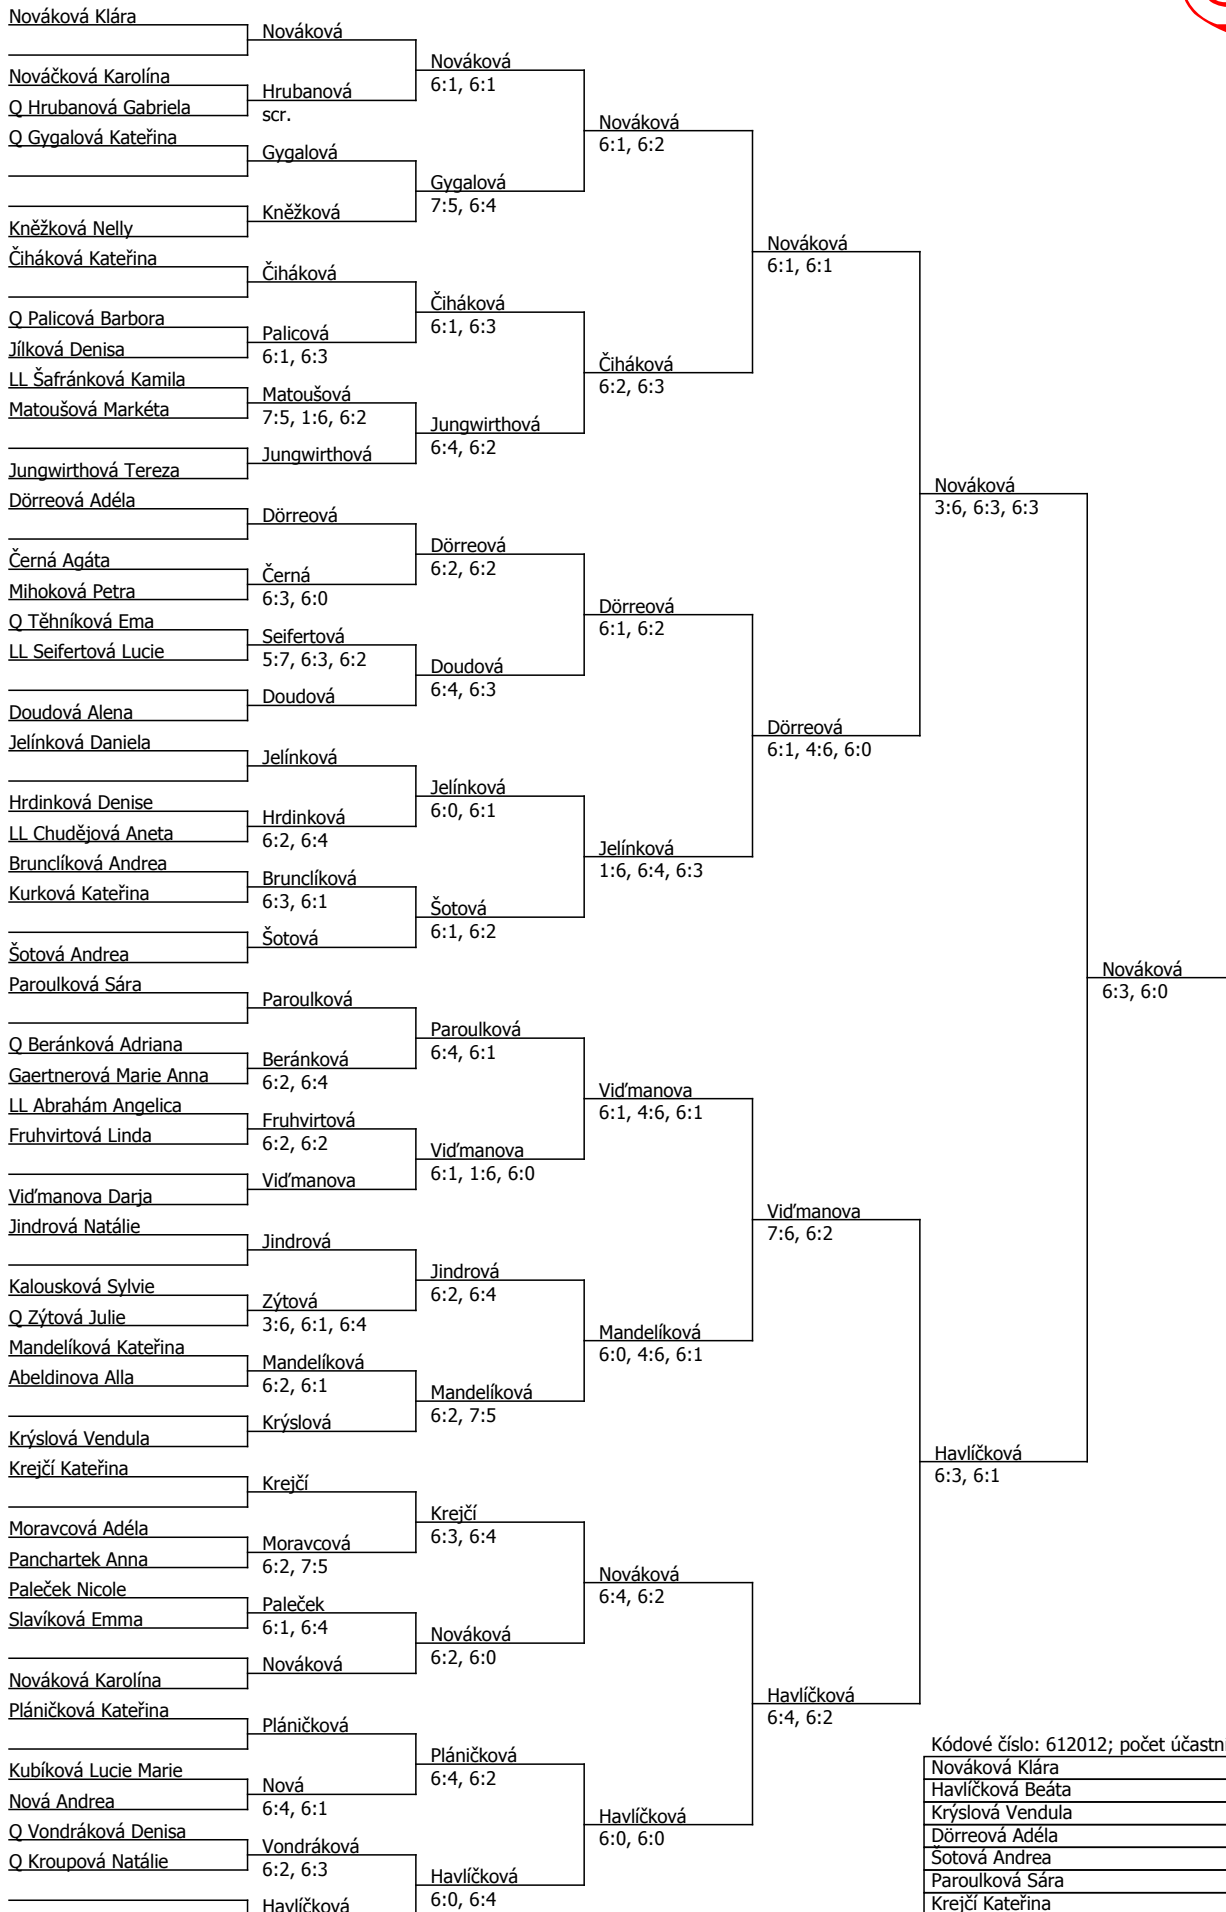 Nováková Klára
Nováčková Karolína
Q Hrubanová Gabriela
Q Gygalová Kateřina
Kněžková Nelly
Čiháková Kateřina
Q Palicová Barbora
Jílková Denisa
LL Šafránková Kamila
Matoušová Markéta
Jungwirthová Tereza
Dörreová Adéla
Černá Agáta
Mihoková Petra
Q Těhníková Ema
LL Seifertová Lucie
Doudová Alena
Jelínková Daniela
Hrdinková Denise
LL Chudějová Aneta
Brunclíková Andrea
Kurková Kateřina
Šotová Andrea
Paroulková Sára
Q Beránková Adriana
Gaertnerová Marie Anna
LL Abrahám Angelica
Fruhvirtová Linda
Viďmanova Darja
Jindrová Natálie
Kalousková Sylvie
Q Zýtová Julie
Mandelíková Kateřina
Abeldinova Alla
Krýslová Vendula
Krejčí Kateřina
Moravcová Adéla
Panchartek Anna
Paleček Nicole
Slavíková Emma
Nováková Karolína
Pláničková Kateřina
Kubíková Lucie Marie
Nová Andrea
Q Vondráková Denisa
Q Kroupová Natálie
Nováková
Hrubanová
scr.
Gygalová
Kněžková
Čiháková
Palicová
6:1, 6:3
Matoušová
7:5, 1:6, 6:2
Jungwirthová
Dörreová
Černá
6:3, 6:0
Seifertová
5:7, 6:3, 6:2
Doudová
Jelínková
Hrdinková
6:2, 6:4
Brunclíková
6:3, 6:1
Šotová
Paroulková
Beránková
6:2, 6:4
Fruhvirtová
6:2, 6:2
Viďmanova
Jindrová
Zýtová
3:6, 6:1, 6:4
Mandelíková
6:2, 6:1
Krýslová
Krejčí
Moravcová
6:2, 7:5
Paleček
6:1, 6:4
Nováková
Pláničková
Nová
6:4, 6:1
Vondráková
6:2, 6:3
Havlíčková
Nováková
6:1, 6:1
Gygalová
7:5, 6:4
Čiháková
6:1, 6:3
Jungwirthová
6:4, 6:2
Dörreová
6:2, 6:2
Doudová
6:4, 6:3
Jelínková
6:0, 6:1
Šotová
6:1, 6:2
Paroulková
6:4, 6:1
Viďmanova
6:1, 1:6, 6:0
Jindrová
6:2, 6:4
Mandelíková
6:2, 7:5
Krejčí
6:3, 6:4
Nováková
6:2, 6:0
Pláničková
6:4, 6:2
Havlíčková
6:0, 6:4
Nováková
6:1, 6:2
Čiháková
6:2, 6:3
Dörreová
6:1, 6:2
Jelínková
1:6, 6:4, 6:3
Viďmanova
6:1, 4:6, 6:1
Mandelíková
6:0, 4:6, 6:1
Nováková
6:4, 6:2
Havlíčková
6:0, 6:0
Nováková
6:1, 6:1
Dörreová
6:1, 4:6, 6:0
Viďmanova
7:6, 6:2
Havlíčková
6:4, 6:2
Nováková
3:6, 6:3, 6:3
Havlíčková
6:3, 6:1
Nováková
6:3, 6:0
Kódové číslo: 612012; počet účastn
Nováková Klára
Havlíčková Beáta
Krýslová Vendula
Dörreová Adéla
Šotová Andrea
Paroulková Sára
Krejčí Kateřina